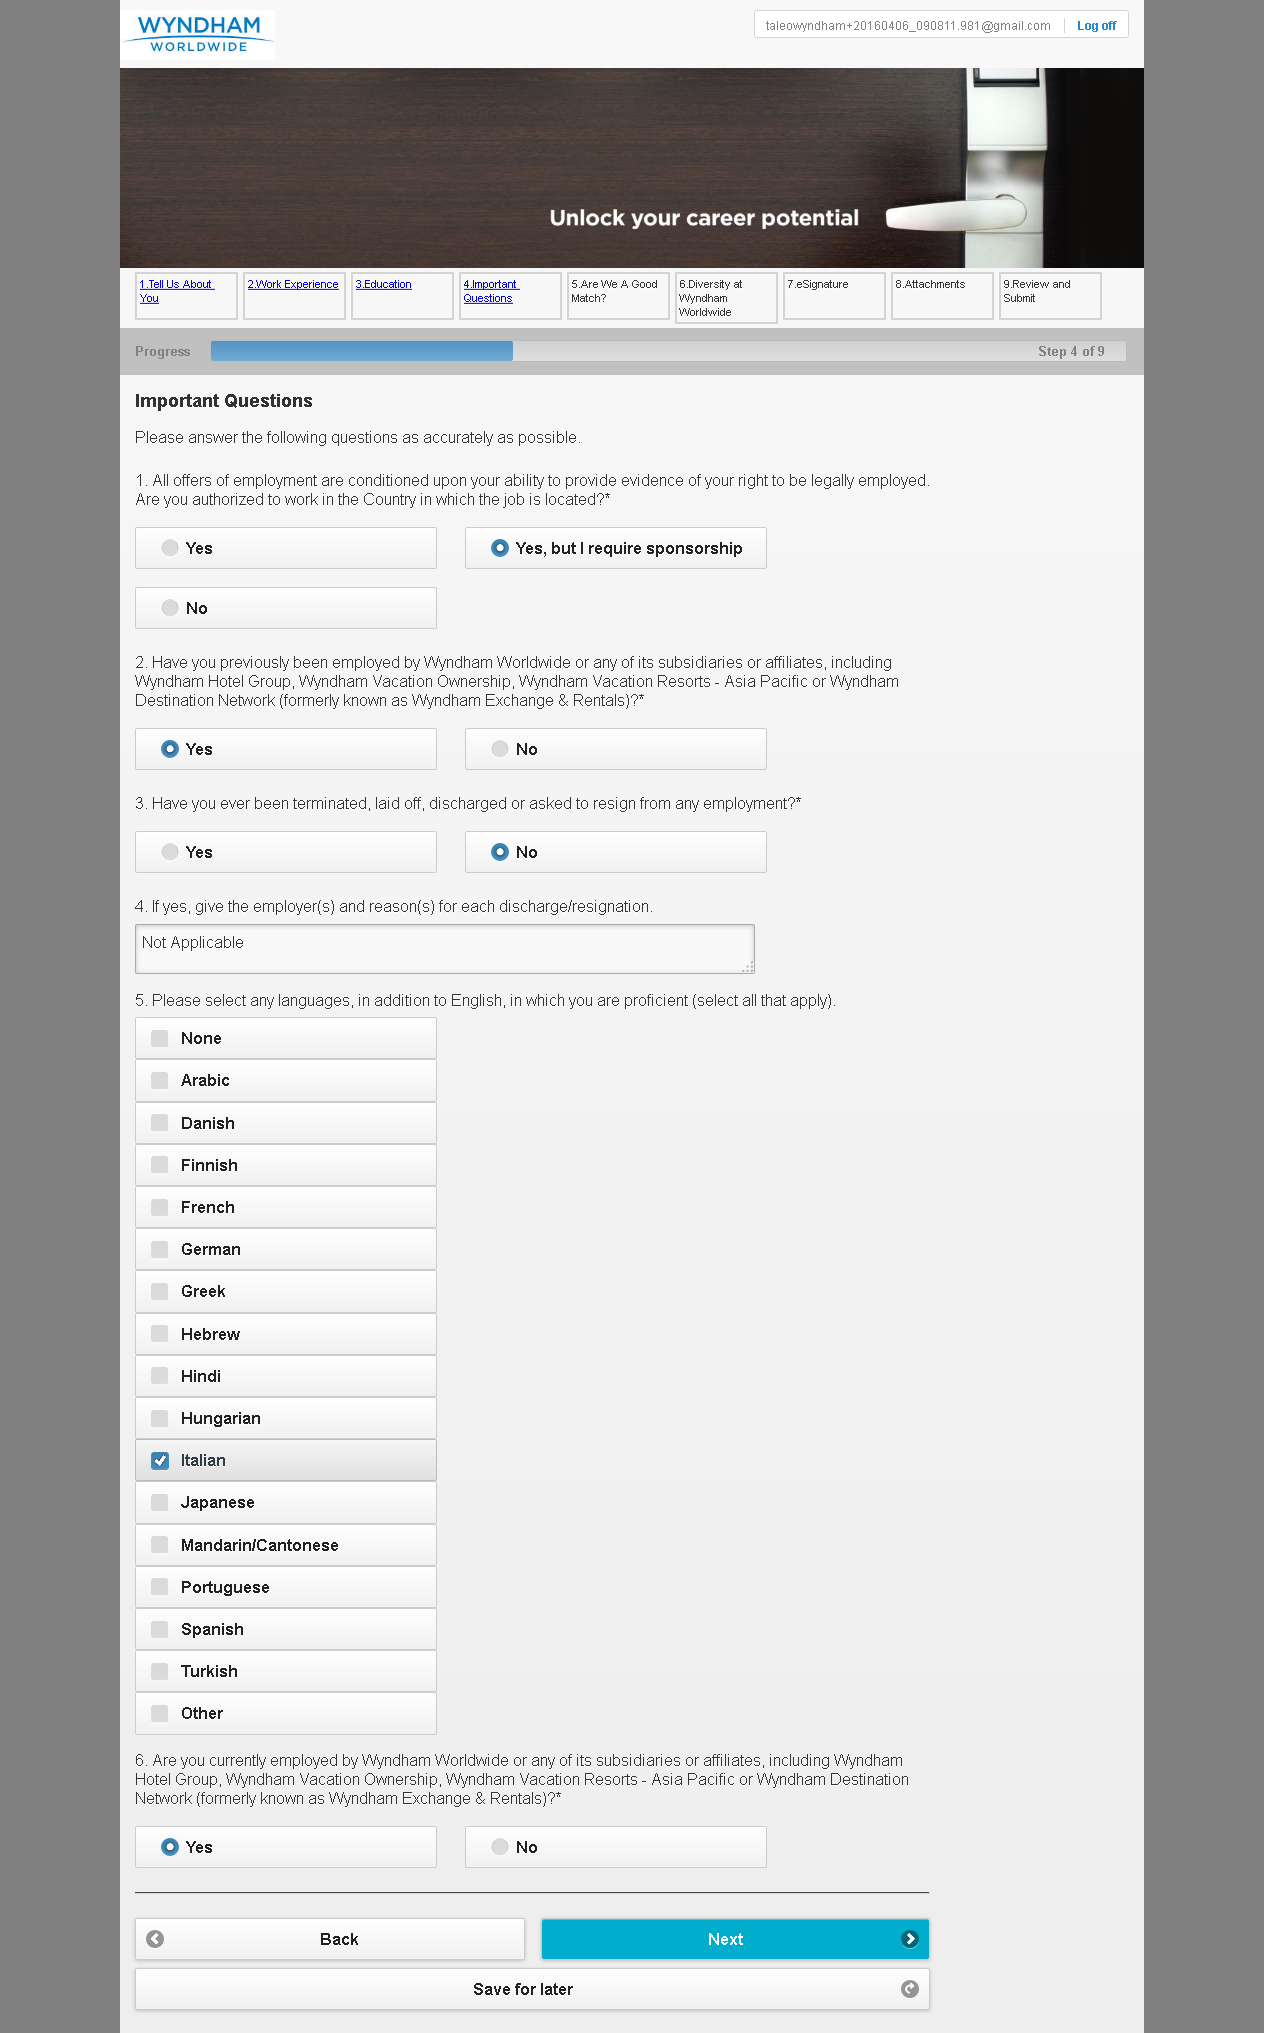 WYNDHAM
WORLDWIDE
taleowyndham+20160406_090811.981@gmail.com
Log off
Unlock your career potential
1.Tell Us About
You
2.Work Experience
3.Education
4.Important
Questions
5.Are We A Good
Match?
6.Diversity at
Wyndham
Worldwide
7.eSignature
8.Attachments
9.Review and
Submit
Progress
Step 4 of 9
Important Questions
Please answer the following questions as accurately as possible.
1. All offers of employment are conditioned upon your ability to provide evidence of your right to be legally employed.
Are you authorized to work in the Country in which the job is located?*
Yes
Yes, but I require sponsorship
No
2. Have you previously been employed by Wyndham Worldwide or any of its subsidiaries or affiliates, including
Wyndham Hotel Group, Wyndham Vacation Ownership, Wyndham Vacation Resorts - Asia Pacific or Wyndham
Destination Network (formerly known as Wyndham Exchange & Rentals)?*
Yes
No
3. Have you ever been terminated, laid off, discharged or asked to resign from any employment?*
Yes
No
4. If yes, give the employer(s) and reason(s) for each discharge/resignation.
Not Applicable
5. Please select any languages, in addition to English, in which you are proficient (select all that apply).
None
Arabic
Danish
Finnish
French
German
Greek
Hebrew
Hindi
Hungarian
Italian
Japanese
Mandarin/Cantonese
Portuguese
Spanish
Turkish
Other
6. Are you currently employed by Wyndham Worldwide or any of its subsidiaries or affiliates, including Wyndham
Hotel Group, Wyndham Vacation Ownership, Wyndham Vacation Resorts - Asia Pacific or Wyndham Destination
Network (formerly known as Wyndham Exchange & Rentals)?*
Yes
No
Back
Next
Save for later